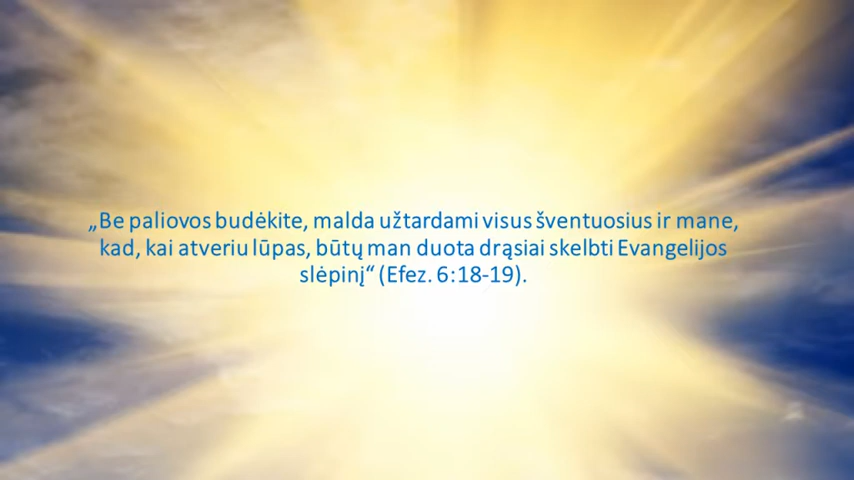 „Be paliovos budėkite, malda užtardami visus šventuosius ir mane,
kad, kai atveriu lūpas, būtų man duota drąsiai skelbti Evangelijos
slėpinį“ (Efez. 6:18-19).